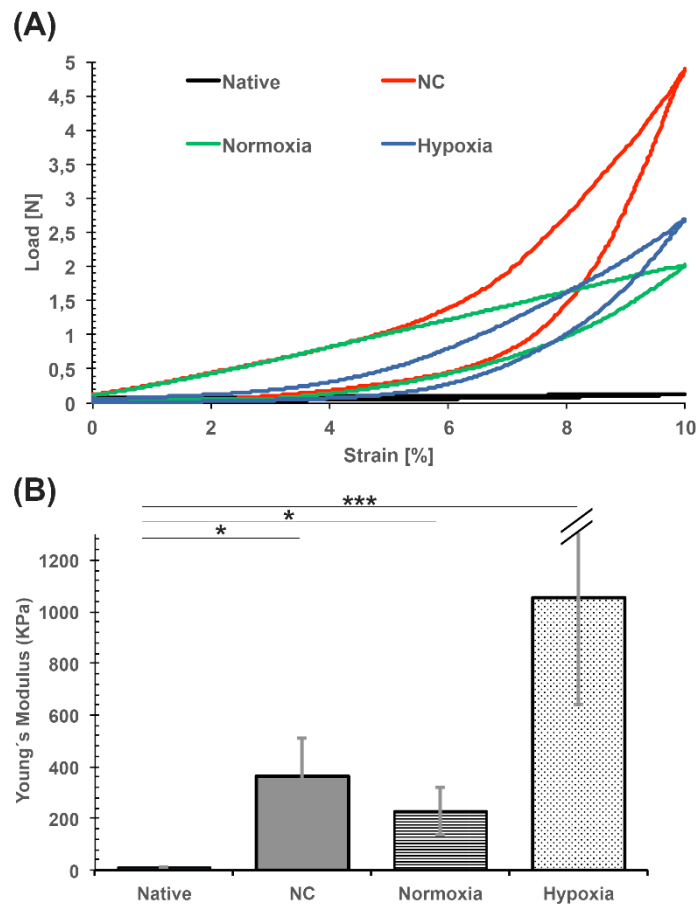 (A)
5
4,5
4
3,5
3
2,5
2
1,5
1
0,5
0
Load [N]
Native
NC
Normoxia
Hypoxia
0 2 4 6 8 10
Strain [%]
(B)
***
*
*
1200
1000
800
600
400
200
0
Young´s Modulus (KPa)
Native NC Normoxia Hypoxia